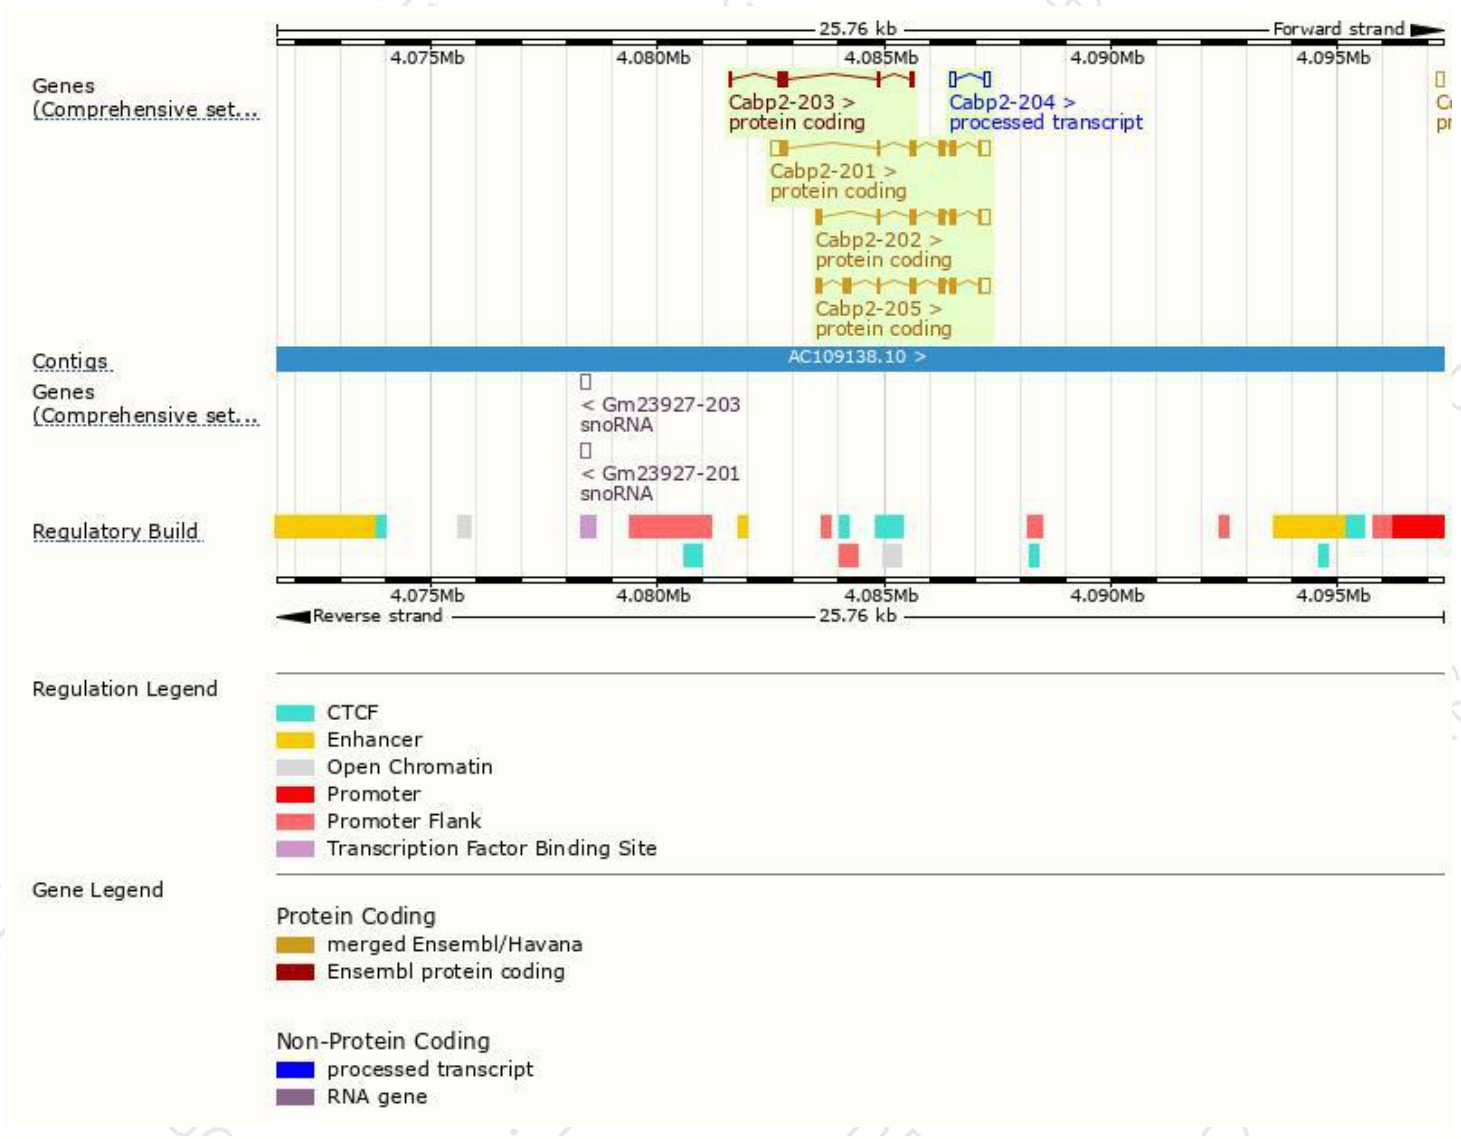 25.76 kb
Forward strand
4.075Mb 4.080Mb 4.085Mb 4.090Mb 4.095Mb
Genes
(Comprehensive set...
Cabp2-203 >
protein coding
Cabp2-204 >
processed transcript
Cabp2-201 >
protein coding
Cabp2-202 >
protein coding
Cabp2-205 >
protein coding
Contigs
AC109138.10 >
Genes
(Comprehensive set...
< Gm23927-203
snoRNA
< Gm23927-201
snoRNA
Regulatory Build
4.075Mb 4.080Mb 4.085Mb 4.090Mb 4.095Mb
Reverse strand
25.76 kb
Regulation Legend
CTCF
Enhancer
Open Chromatin
Promoter
Promoter Flank
Transcription Factor Binding Site
Gene Legend
Protein Coding
merged Ensembl/Havana
Ensembl protein coding
Non-Protein Coding
processed transcript
RNA gene